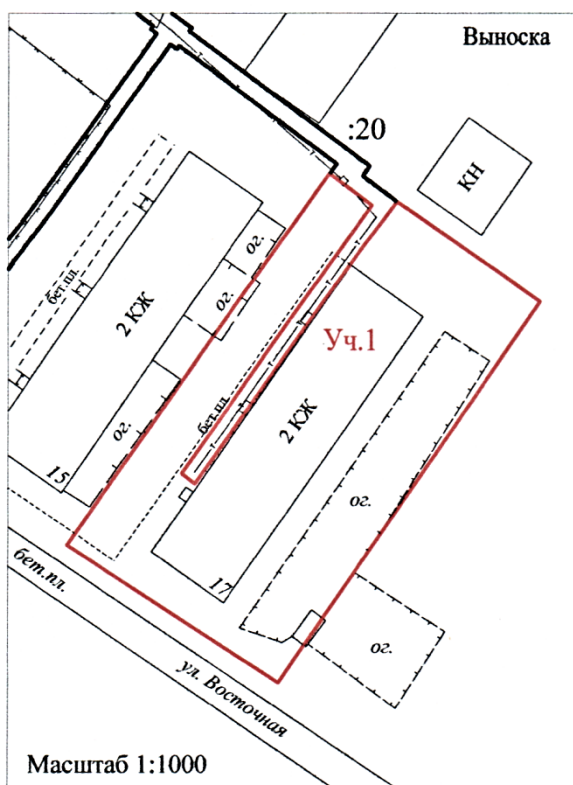 Выноска
:20
КН
ог.
ог.
бет.пл.
2 КЖ
Уч.1
бет.пл.
2 КЖ
ог.
15
ог.
17
бет.пл.
ог.
ул. Восточная
Масштаб 1:1000